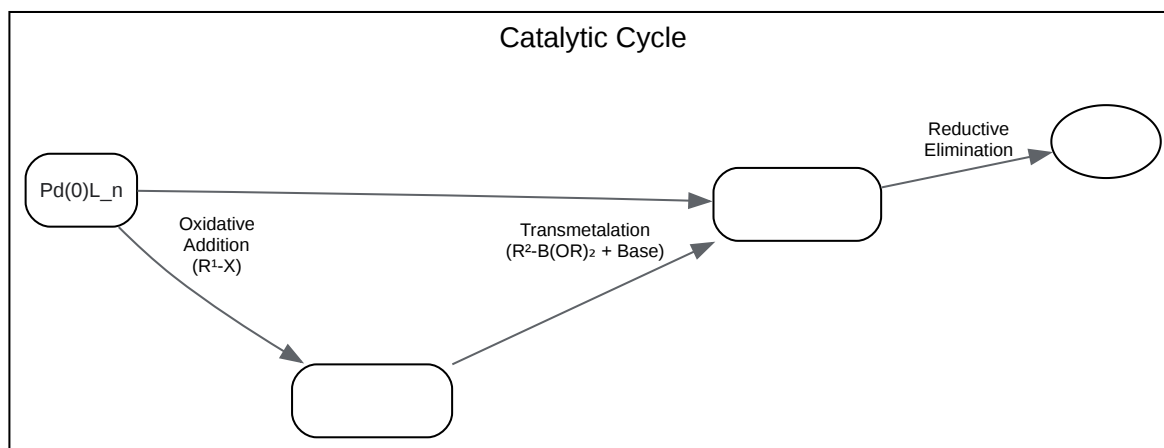 Catalytic Cycle
Pd(0)L_n
Oxidative
Addition
(R¹-X)
Transmetalation
(R²-B(OR)₂ + Base)
Reductive
Elimination